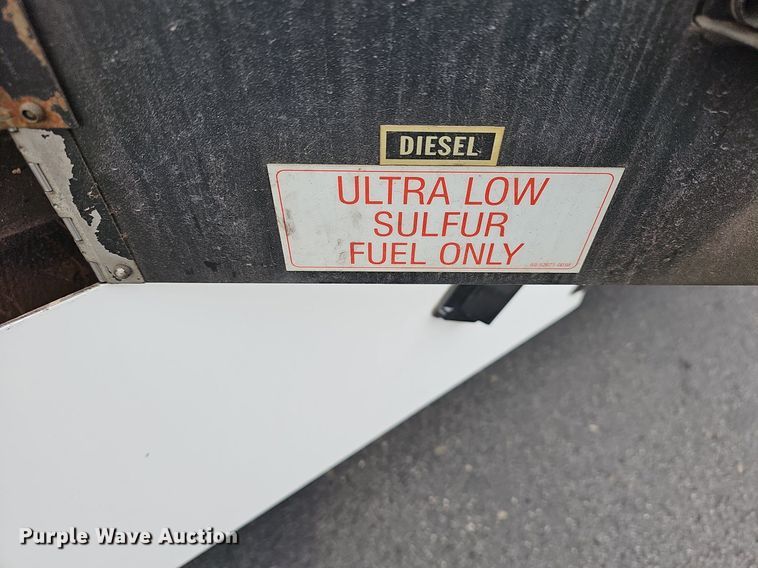 DIESEL
ULTRA LOW
SULFUR
FUEL ONLY
Purple Wave Auction